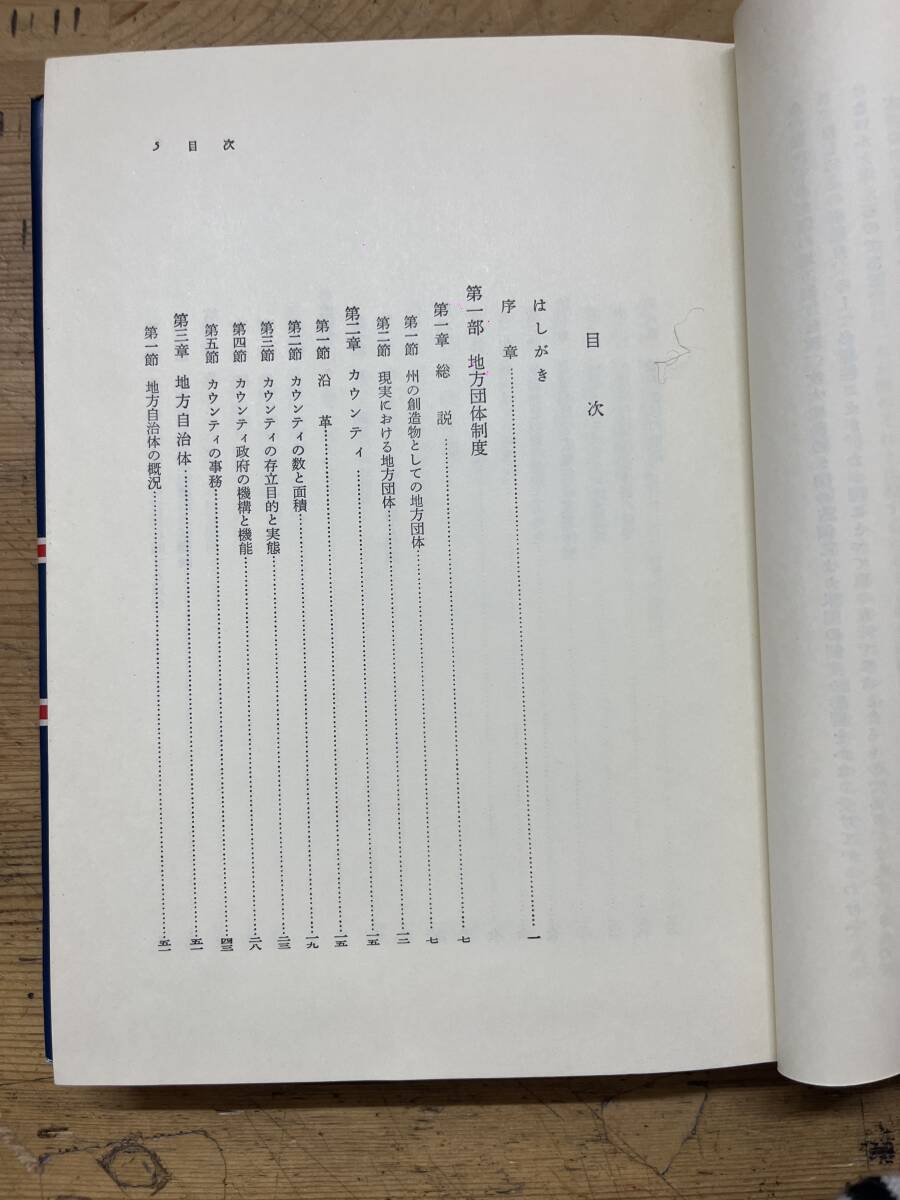 5 目次
目次
はしがき
序章……一
第一部 地方団体制度
第一章 総説……七
第一節 州の創造物としての地方団体……七
第二節 現実における地方団体……一二
第二章 カウンティ……一五
第一節 沿革……一五
第二節 カウンティの数と面積……一九
第三節 カウンティの存立目的と実態……二三
第四節 カウンティ政府の機構と機能……二八
第五節 カウンティの事務……四三
第三章 地方自治体……五一
第一節 地方自治体の概況……五一